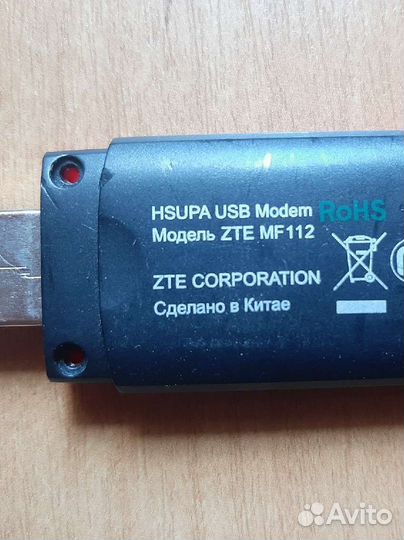 HSUPA USB Modem RoHS
Модель ZTE MF112
ZTE CORPORATION
Сделано в Китае
Avito